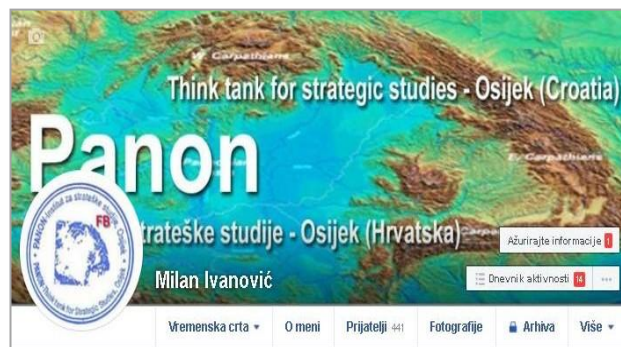 W. Carpathians
Think tank for strategic studies - Osijek (Croatia)
Panon
E. Carpathians
strateške studije - Osijek (Hrvatska)
FB
Ažurirajte informacije 1
Milan Ivanović
Dnevnik aktivnosti 14 ...
Vremenska crta
O meni
Prijatelji 441
Fotografije
Arhiva
Više